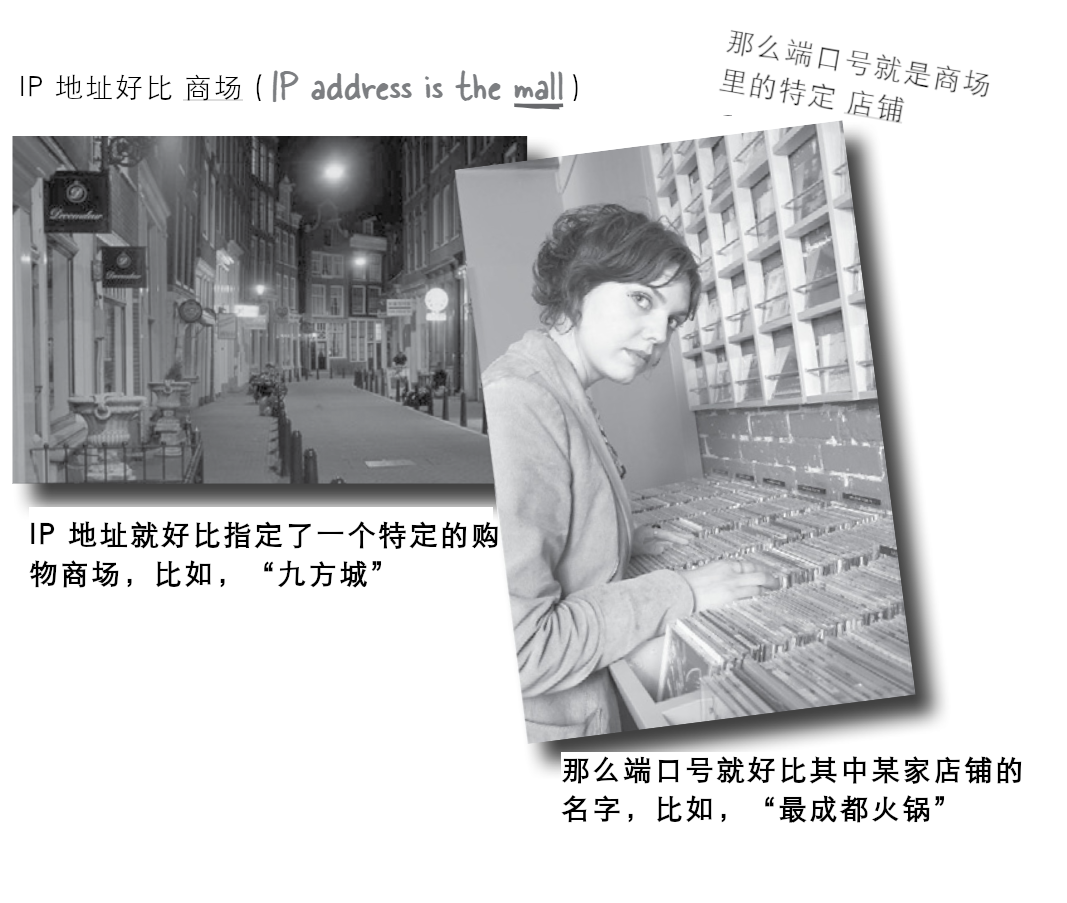 IP 地址好比 商场 (IP address is the mall)
那么端口号就是商场
里的特定 店铺
IP 地址就好比指定了一个特定的购
物商场，比如，“九方城”
那么端口号就好比其中某家店铺的
名字，比如，“最成都火锅”